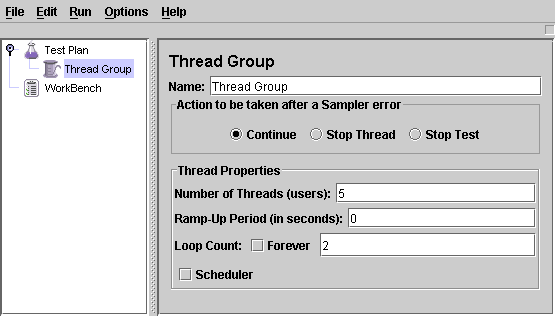 File Edit Run Options Help
Test Plan
Thread Group
WorkBench
Thread Group
Name: Thread Group
Action to be taken after a Sampler error
Continue Stop Thread Stop Test
Thread Properties
Number of Threads (users): 5
Ramp-Up Period (in seconds): 0
Loop Count: Forever 2
Scheduler